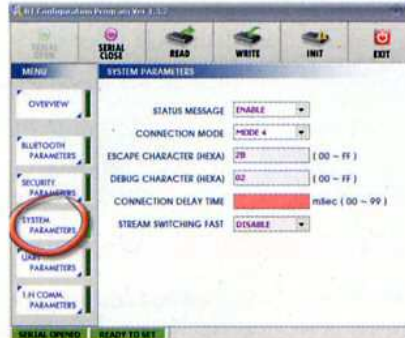 BT Configuration Program Ver 1.5.2
SERIAL OPEN
SERIAL CLOSE
READ
WRITE
INIT
EXIT
MENU
SYSTEM PARAMETERS
OVERVIEW
STATUS MESSAGE ENABLE
CONNECTION MODE MODE 4
BLUETOOTH PARAMETERS
ESCAPE CHARACTER (HEXA) 2B ( 00 ~ FF )
DEBUG CHARACTER (HEXA) 02 ( 00 ~ FF )
SECURITY PARAMETERS
CONNECTION DELAY TIME mSec ( 00 ~ 99 )
SYSTEM PARAMETERS
STREAM SWITCHING FAST DISABLE
UART PARAMETERS
1:N COMM. PARAMETERS
SERIAL OPENED
READY TO SET